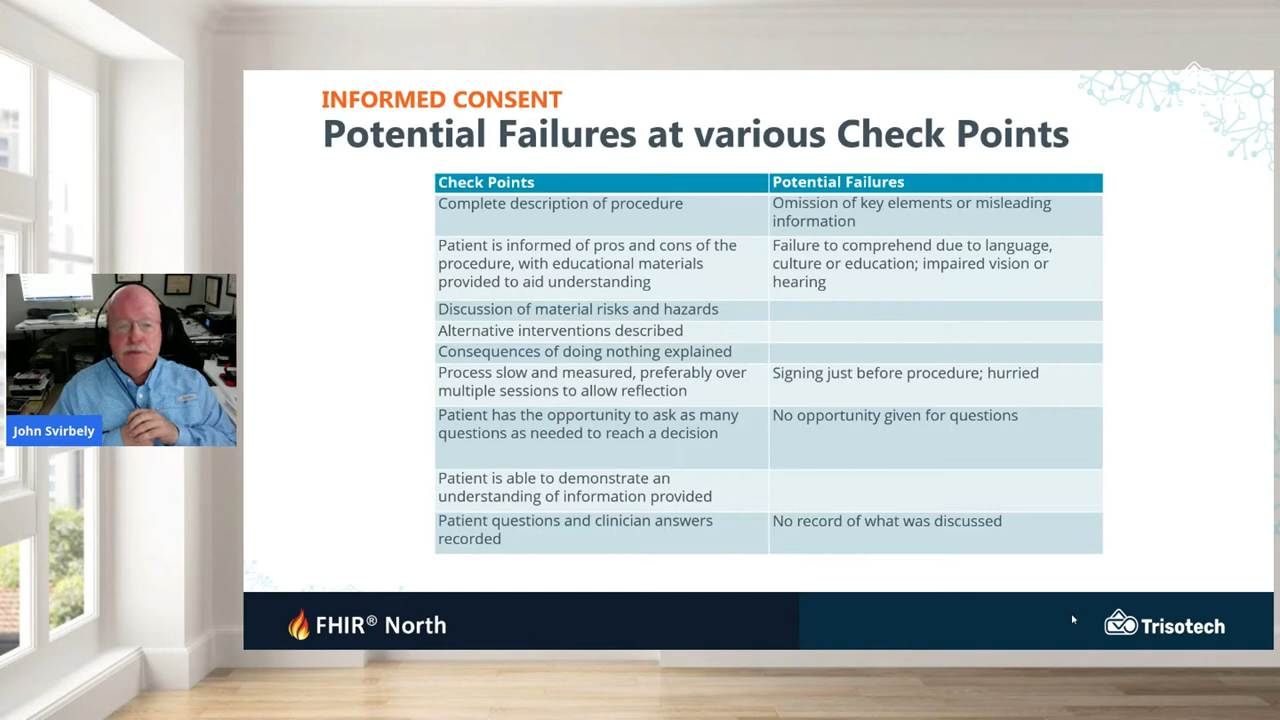 INFORMED CONSENT
Potential Failures at various Check Points
Check Points
Potential Failures
Complete description of procedure
Omission of key elements or misleading
information
Patient is informed of pros and cons of the
procedure, with educational materials
provided to aid understanding
Failure to comprehend due to language,
culture or education; impaired vision or
hearing
Discussion of material risks and hazards
Alternative interventions described
Consequences of doing nothing explained
Process slow and measured, preferably over
multiple sessions to allow reflection
Signing just before procedure; hurried
Patient has the opportunity to ask as many
questions as needed to reach a decision
No opportunity given for questions
Patient is able to demonstrate an
understanding of information provided
Patient questions and clinician answers
recorded
No record of what was discussed
John Svirbely
FHIR® North
Trisotech